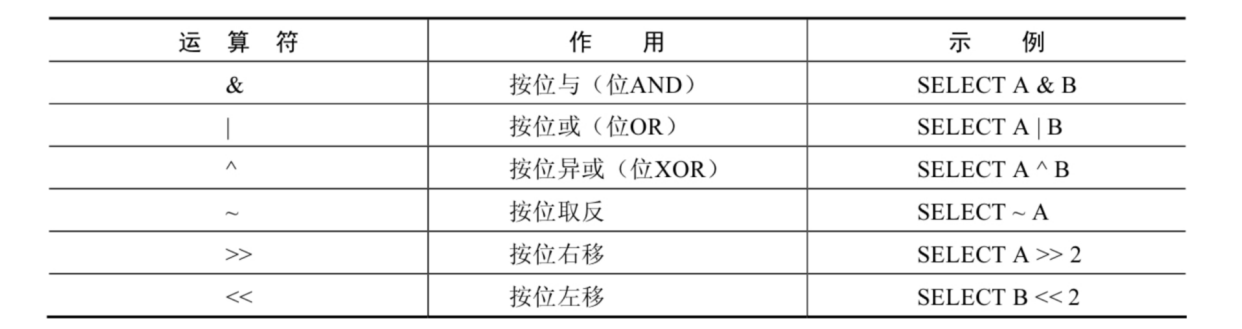 运 算 符 作 用 示 例
& 按位与（位AND） SELECT A & B
| 按位或（位OR） SELECT A | B
^ 按位异或（位XOR） SELECT A ^ B
~ 按位取反 SELECT ~ A
>> 按位右移 SELECT A >> 2
<< 按位左移 SELECT B << 2